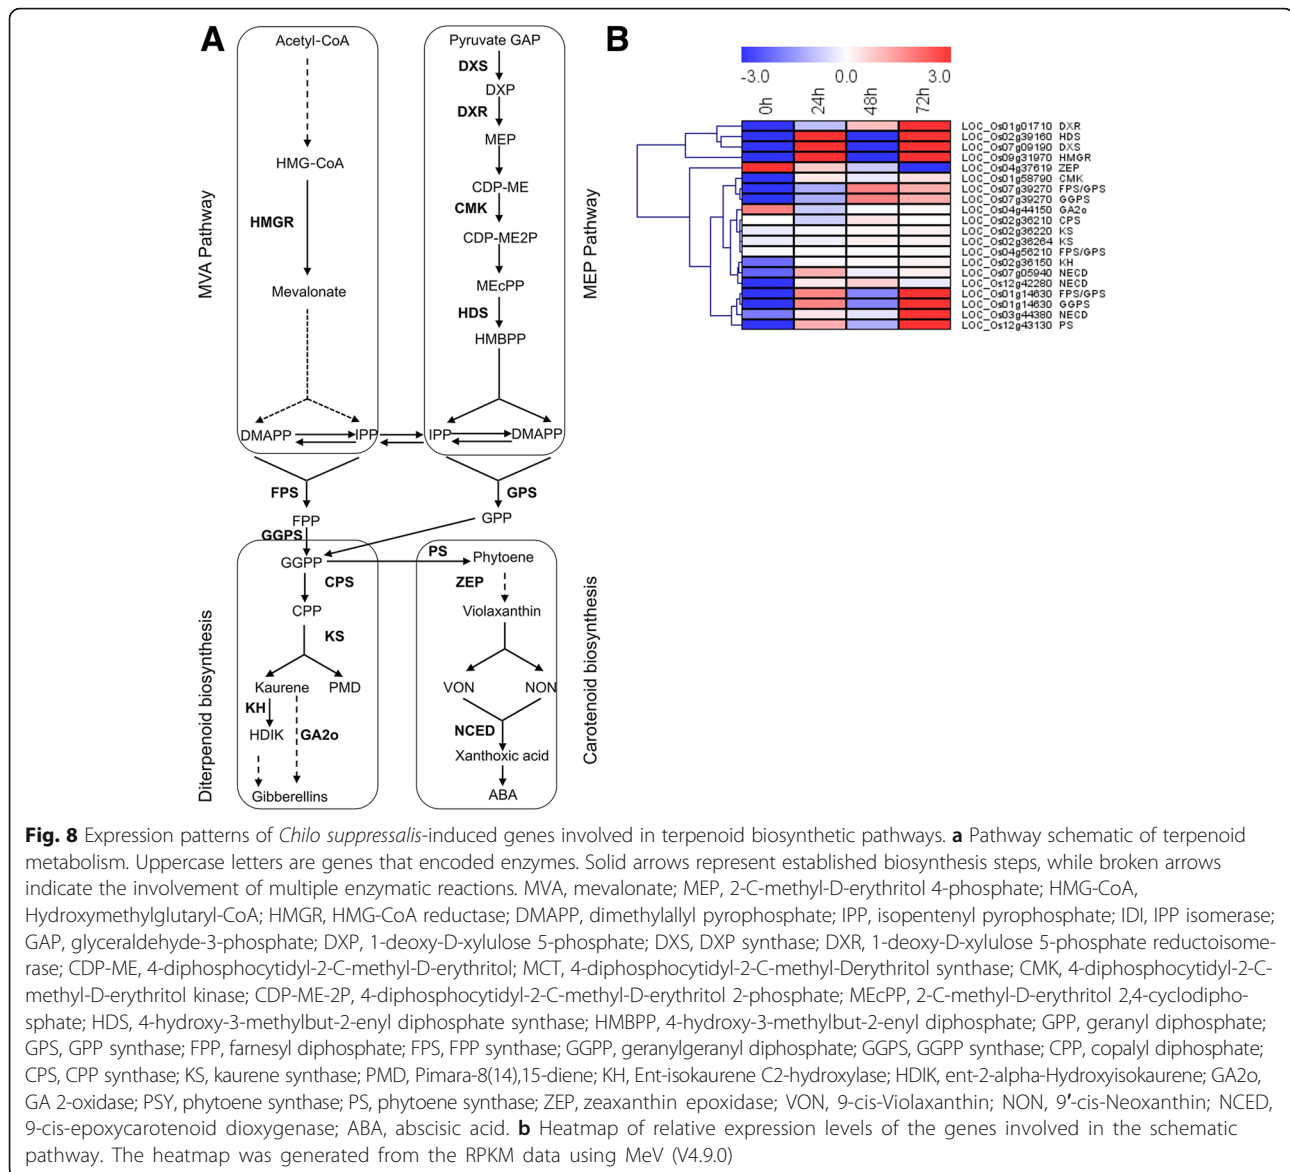 A
Acetyl-CoA
HMG-CoA
HMGR
Mevalonate
DMAPP
IPP
MVA Pathway
Pyruvate GAP
DXS
DXP
DXR
MEP
CDP-ME
CMK
CDP-ME2P
MEcPP
HDS
HMBPP
IPP
DMAPP
MEP Pathway
FPS
FPP
GGPS
GPS
GPP
GGPP
CPS
CPP
KS
Kaurene
PMD
KH
HDIK
GA2o
Gibberellins
Diterpenoid biosynthesis
PS
Phytoene
ZEP
Violaxanthin
VON
NON
NCED
Xanthoxic acid
ABA
Carotenoid biosynthesis
B
-3.0 0.0 3.0
0h 24h 48h 72h
LOC_Os01g01710 DXR
LOC_Os02g39160 HDS
LOC_Os07g09190 DXS
LOC_Os09g31970 HMGR
LOC_Os04g37619 ZEP
LOC_Os01g58790 CMK
LOC_Os07g39270 FPS/GPS
LOC_Os07g39270 GGPS
LOC_Os04g44150 GA2o
LOC_Os02g36210 CPS
LOC_Os02g36220 KS
LOC_Os02g36264 KS
LOC_Os04g56210 FPS/GPS
LOC_Os02g36150 KH
LOC_Os07g05940 NECD
LOC_Os12g42280 NECD
LOC_Os01g14630 FPS/GPS
LOC_Os01g14630 GGPS
LOC_Os03g44380 NECD
LOC_Os12g43130 PS
Fig. 8 Expression patterns of Chilo suppressalis-induced genes involved in terpenoid biosynthetic pathways. a Pathway schematic of terpenoid
metabolism. Uppercase letters are genes that encoded enzymes. Solid arrows represent established biosynthesis steps, while broken arrows
indicate the involvement of multiple enzymatic reactions. MVA, mevalonate; MEP, 2-C-methyl-D-erythritol 4-phosphate; HMG-CoA,
Hydroxymethylglutaryl-CoA; HMGR, HMG-CoA reductase; DMAPP, dimethylallyl pyrophosphate; IPP, isopentenyl pyrophosphate; IDI, IPP isomerase;
GAP, glyceraldehyde-3-phosphate; DXP, 1-deoxy-D-xylulose 5-phosphate; DXS, DXP synthase; DXR, 1-deoxy-D-xylulose 5-phosphate reductoisome-
rase; CDP-ME, 4-diphosphocytidyl-2-C-methyl-D-erythritol; MCT, 4-diphosphocytidyl-2-C-methyl-Derythritol synthase; CMK, 4-diphosphocytidyl-2-C-
methyl-D-erythritol kinase; CDP-ME-2P, 4-diphosphocytidyl-2-C-methyl-D-erythritol 2-phosphate; MEcPP, 2-C-methyl-D-erythritol 2,4-cyclodipho-
sphate; HDS, 4-hydroxy-3-methylbut-2-enyl diphosphate synthase; HMBPP, 4-hydroxy-3-methylbut-2-enyl diphosphate; GPP, geranyl diphosphate;
GPS, GPP synthase; FPP, farnesyl diphosphate; FPS, FPP synthase; GGPP, geranylgeranyl diphosphate; GGPS, GGPP synthase; CPP, copalyl diphosphate;
CPS, CPP synthase; KS, kaurene synthase; PMD, Pimara-8(14),15-diene; KH, Ent-isokaurene C2-hydroxylase; HDIK, ent-2-alpha-Hydroxyisokaurene; GA2o,
GA 2-oxidase; PSY, phytoene synthase; PS, phytoene synthase; ZEP, zeaxanthin epoxidase; VON, 9-cis-Violaxanthin; NON, 9′-cis-Neoxanthin; NCED,
9-cis-epoxycarotenoid dioxygenase; ABA, abscisic acid. b Heatmap of relative expression levels of the genes involved in the schematic
pathway. The heatmap was generated from the RPKM data using MeV (V4.9.0)